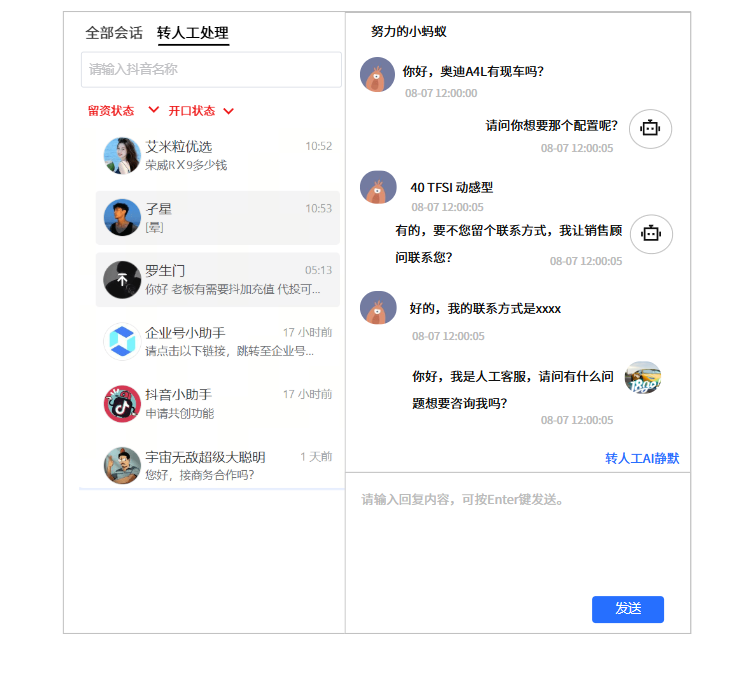 全部会话 转人工处理
请输入抖音名称
留资状态 开口状态
艾米粒优选 10:52
荣威RX9多少钱
孑星 10:53
[晕]
罗生门 05:13
你好 老板有需要抖加充值 代投可...
企业号小助手 17 小时前
请点击以下链接，跳转至企业号...
抖音小助手 17 小时前
申请共创功能
宇宙无敌超级大聪明 1 天前
您好，接商务合作吗?
努力的小蚂蚁
你好，奥迪A4L有现车吗?
08-07 12:00:00
请问你想要那个配置呢?
08-07 12:00:05
40 TFSI 动感型
08-07 12:00:05
有的，要不您留个联系方式，我让销售顾
问联系您?
08-07 12:00:05
好的，我的联系方式是xxxx
08-07 12:00:05
你好，我是人工客服，请问有什么问
题想要咨询我吗?
08-07 12:00:05
转人工AI静默
请输入回复内容，可按Enter键发送。
发送